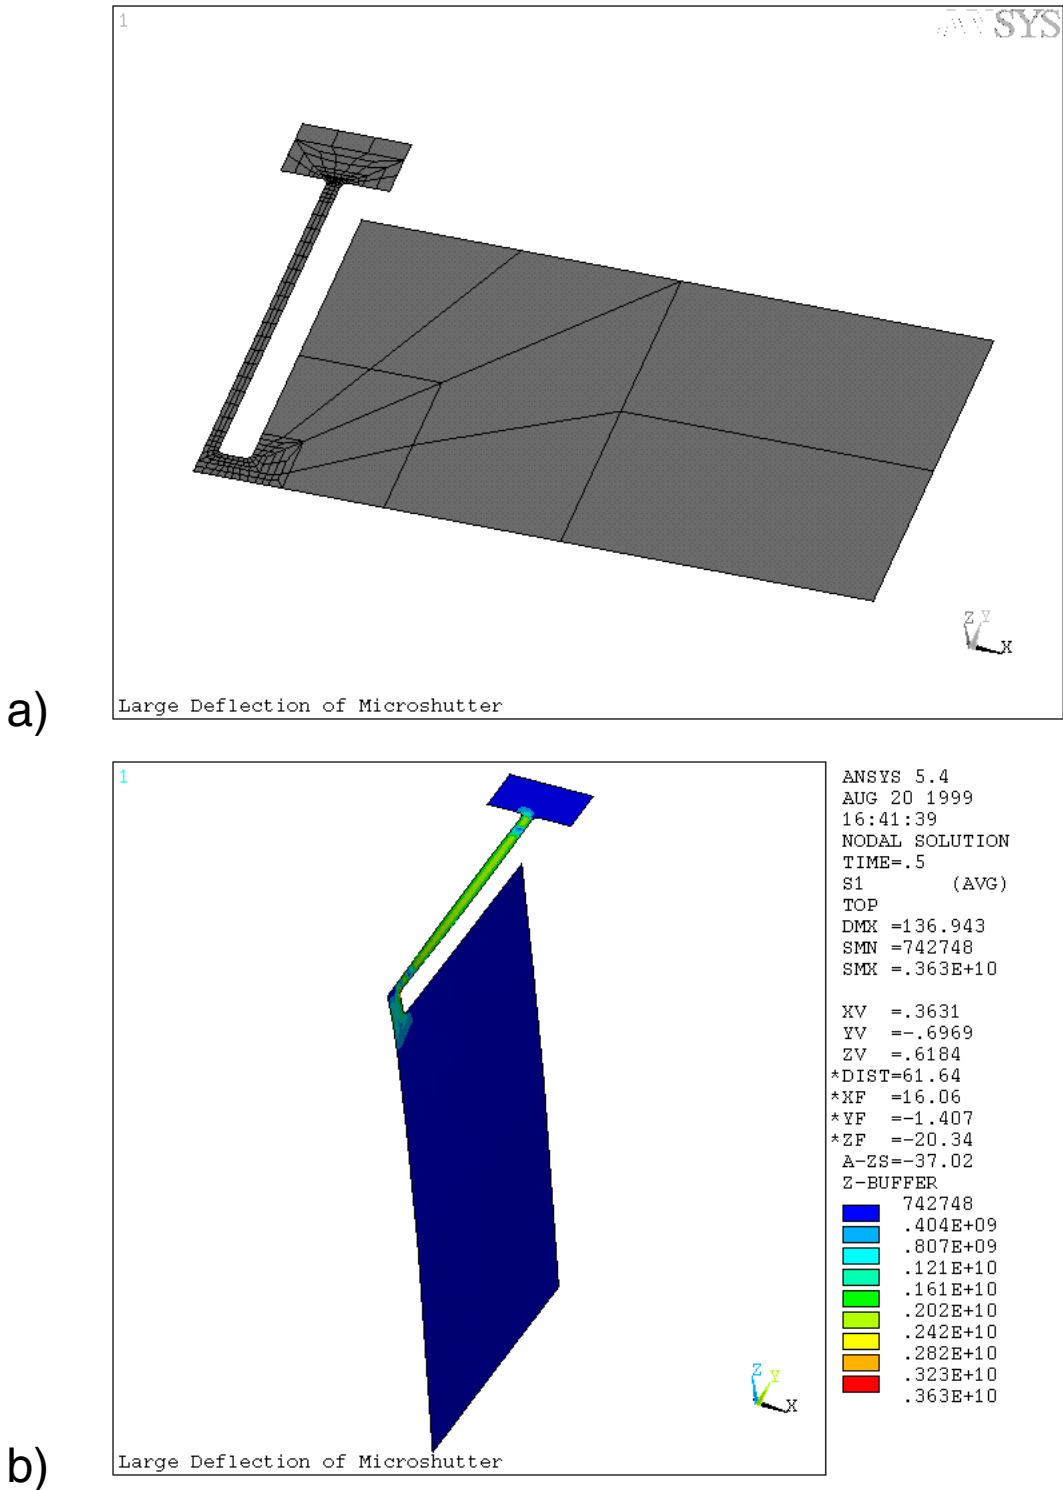 1
ANSYS
Z Y
X
Large Deflection of Microshutter
a)
1
ANSYS 5.4
AUG 20 1999
16:41:39
NODAL SOLUTION
TIME=.5
S1 (AVG)
TOP
DMX =136.943
SMN =742748
SMX =.363E+10
XV =.3631
YV =-.6969
ZV =.6184
*DIST=61.64
*XF =16.06
*YF =-1.407
*ZF =-20.34
A-ZS=-37.02
Z-BUFFER
742748
.404E+09
.807E+09
.121E+10
.161E+10
.202E+10
.242E+10
.282E+10
.323E+10
.363E+10
Z Y
X
Large Deflection of Microshutter
b)